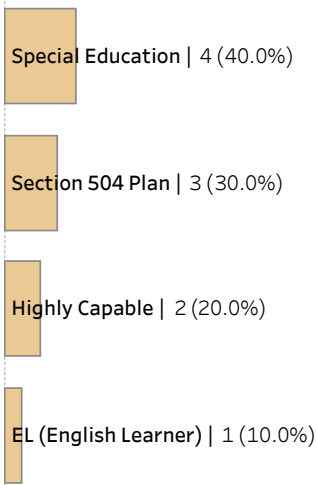 Special Education | 4 (40.0%)
Section 504 Plan | 3 (30.0%)
Highly Capable | 2 (20.0%)
EL (English Learner) | 1 (10.0%)